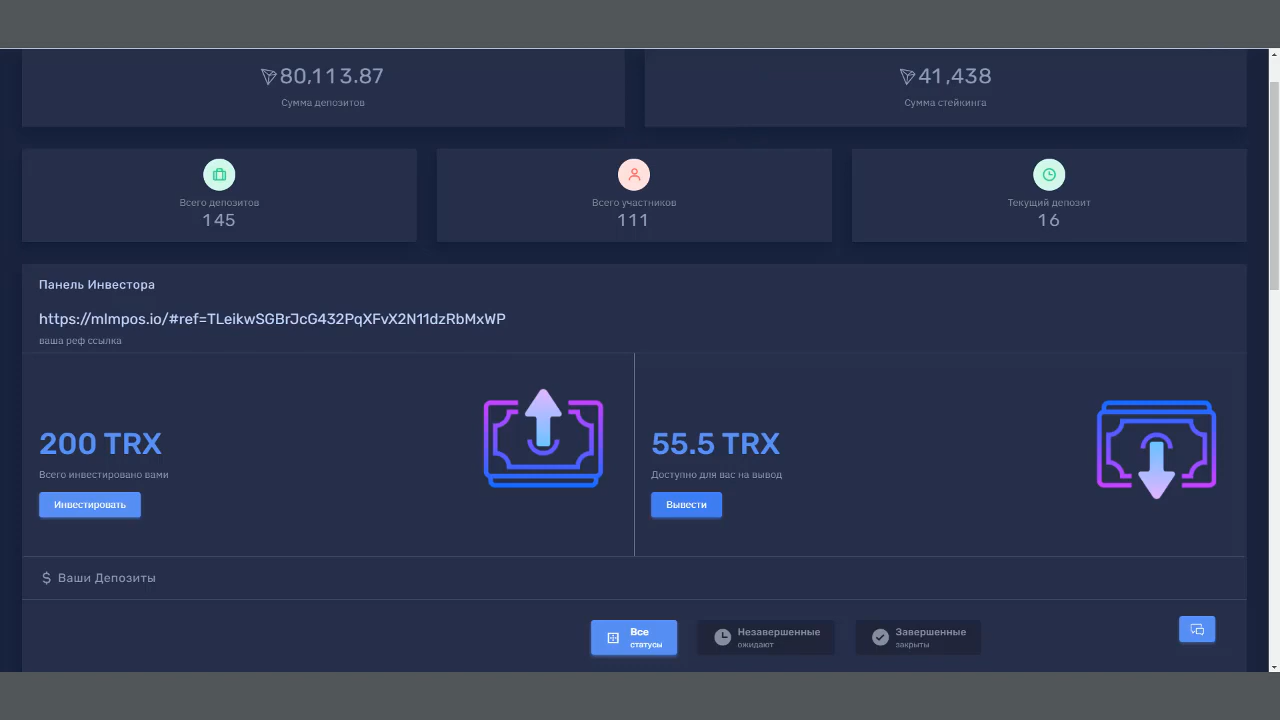 80,113.87
Сумма депозитов
41,438
Сумма стейкинга
Всего депозитов
145
Всего участников
111
Текущий депозит
16
Панель Инвестора
https://mlmpos.io/#ref=TLeikwSGBrJcG432PqXFvX2N11dzRbMxWP
ваша реф ссылка
200 TRX
Всего инвестировано вами
Инвестировать
55.5 TRX
Доступно для вас на вывод
Вывести
$ Ваши Депозиты
Все
статусы
Незавершенные
ожидают
Завершенные
закрыты